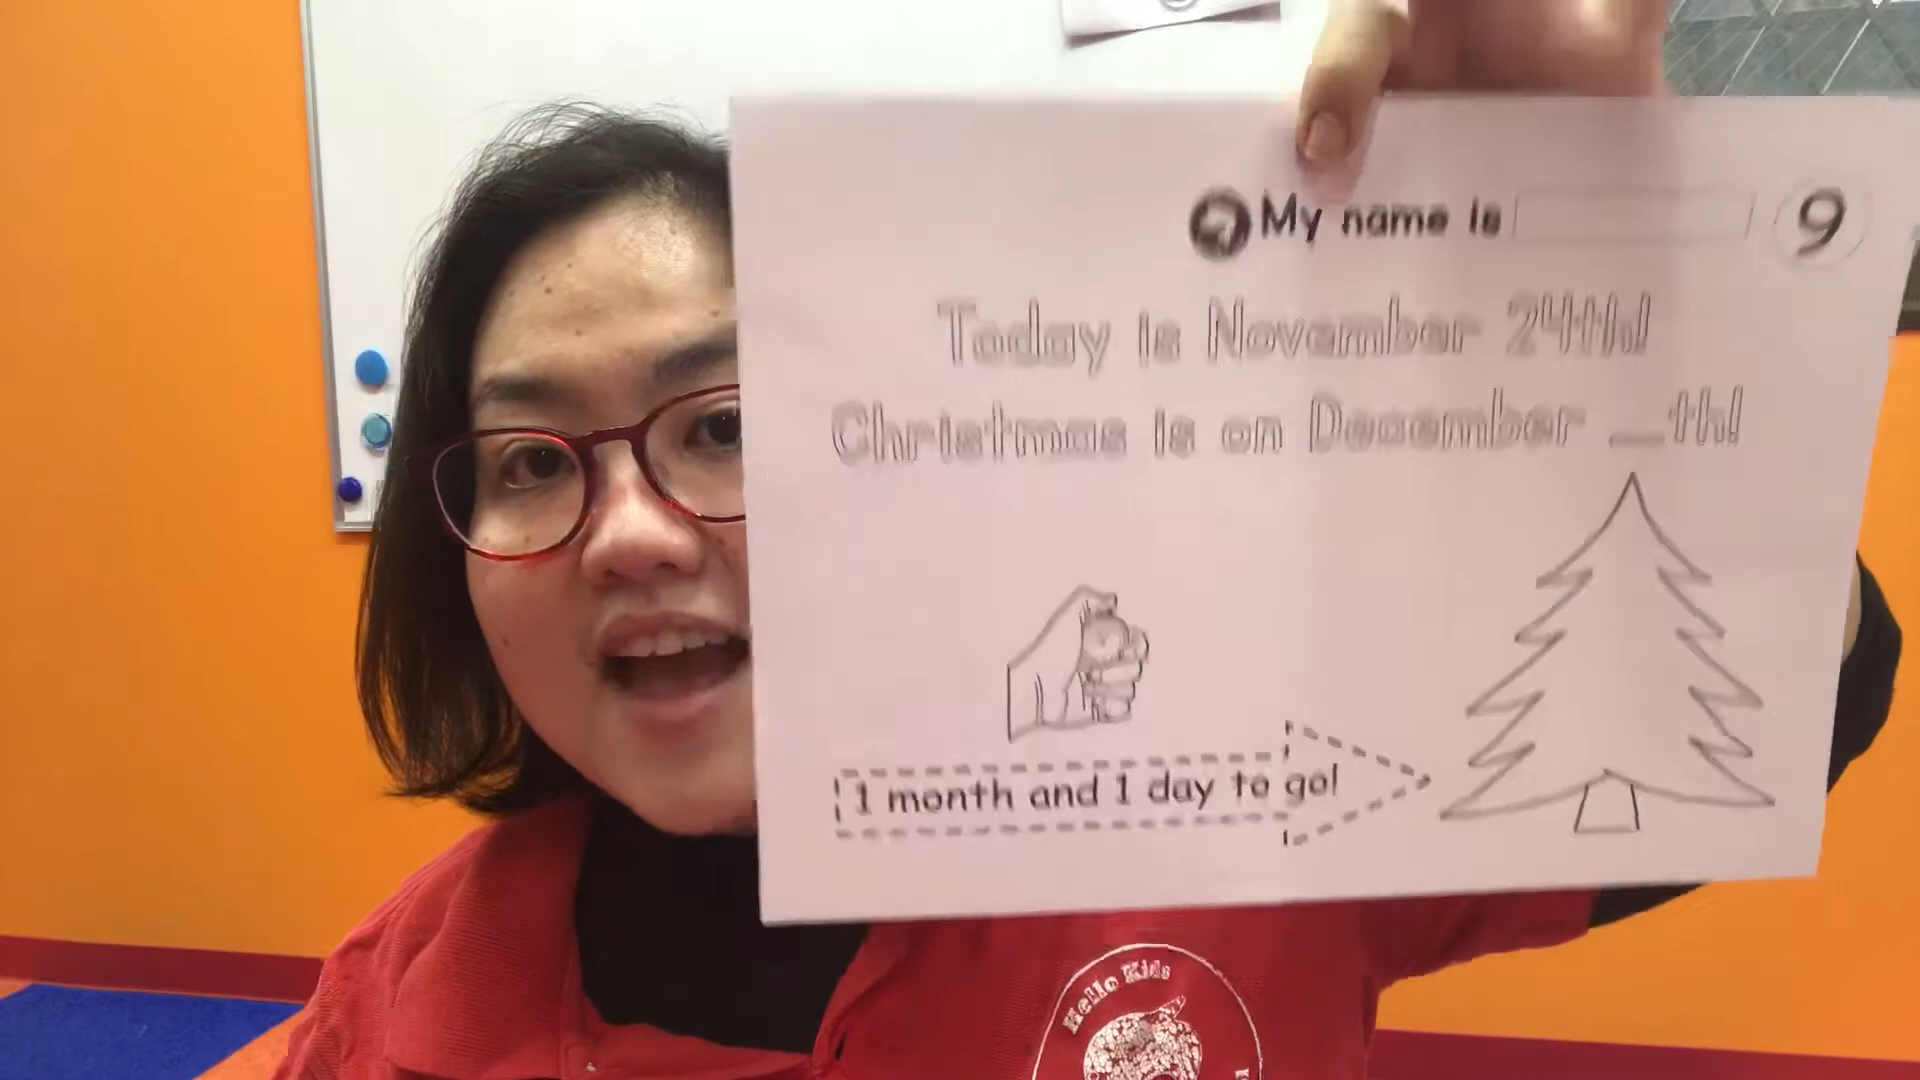 My name is 9
Today is November 24th!
Christmas is on December __th!
1 month and 1 day to go!
Hello Kids